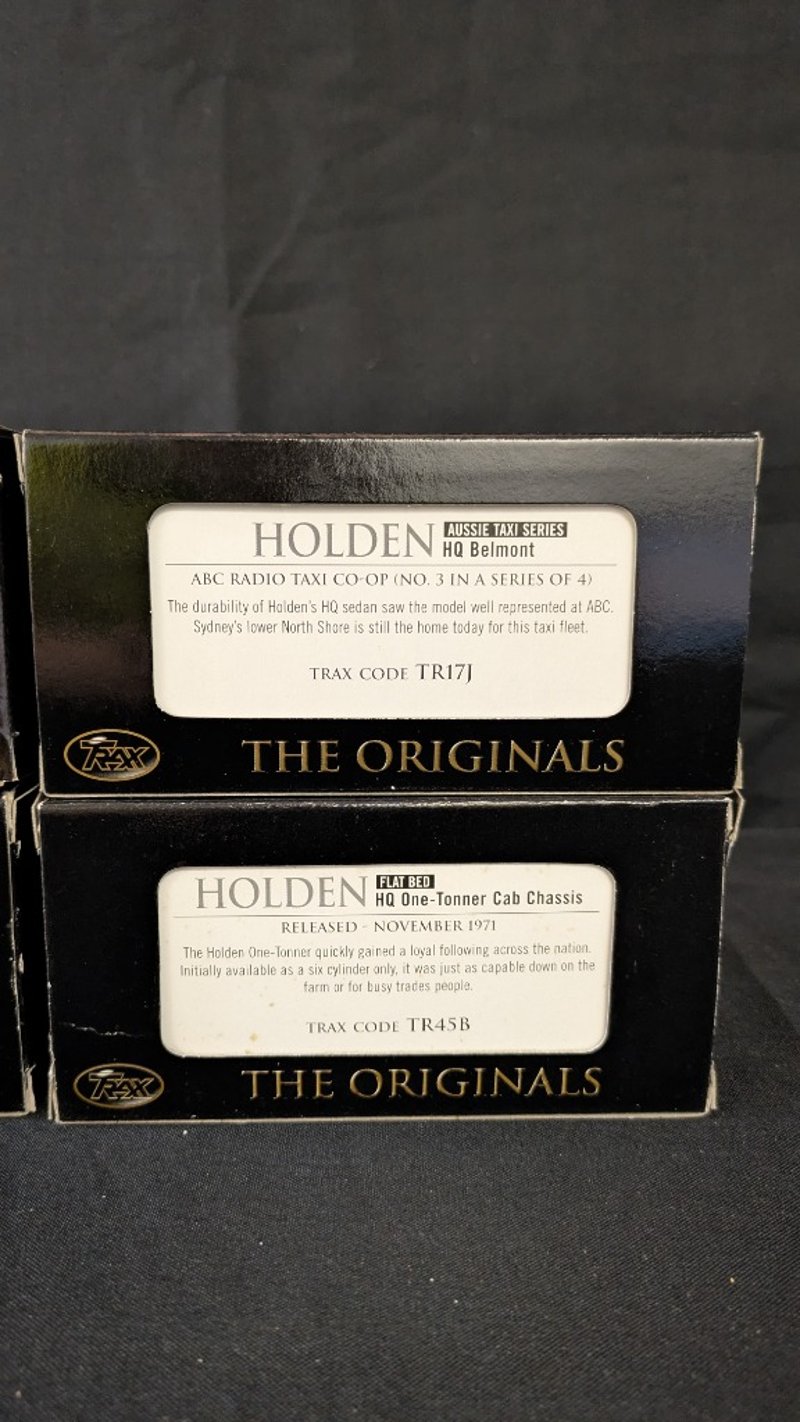 HOLDEN AUSSIE TAXI SERIES
HQ Belmont
ABC RADIO TAXI CO-OP (NO. 3 IN A SERIES OF 4)
The durability of Holden's HQ sedan saw the model well represented at ABC.
Sydney's lower North Shore is still the home today for this taxi fleet.
TRAX CODE TR17J
TRAX THE ORIGINALS
HOLDEN FLAT BED
HQ One-Tonner Cab Chassis
RELEASED - NOVEMBER 1971
The Holden One-Tonner quickly gained a loyal following across the nation.
Initially available as a six cylinder only, it was just as capable down on the
farm or for busy trades people.
TRAX CODE TR45B
TRAX THE ORIGINALS